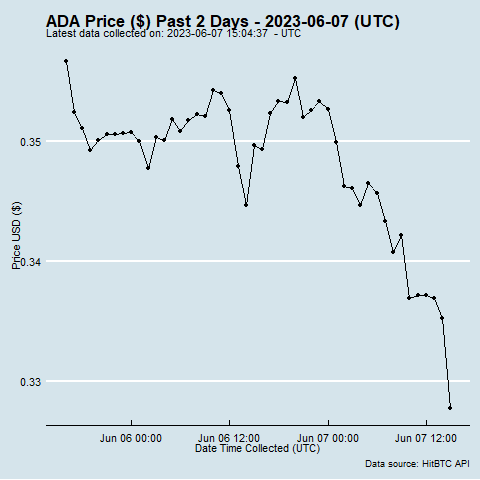 ADA Price ($) Past 2 Days - 2023-06-07 (UTC)
Latest data collected on: 2023-06-07 15:04:37 - UTC
0.35
Price USD ($)
0.34
0.33
Jun 06 00:00
Jun 06 12:00
Jun 07 00:00
Jun 07 12:00
Date Time Collected (UTC)
Data source: HitBTC API